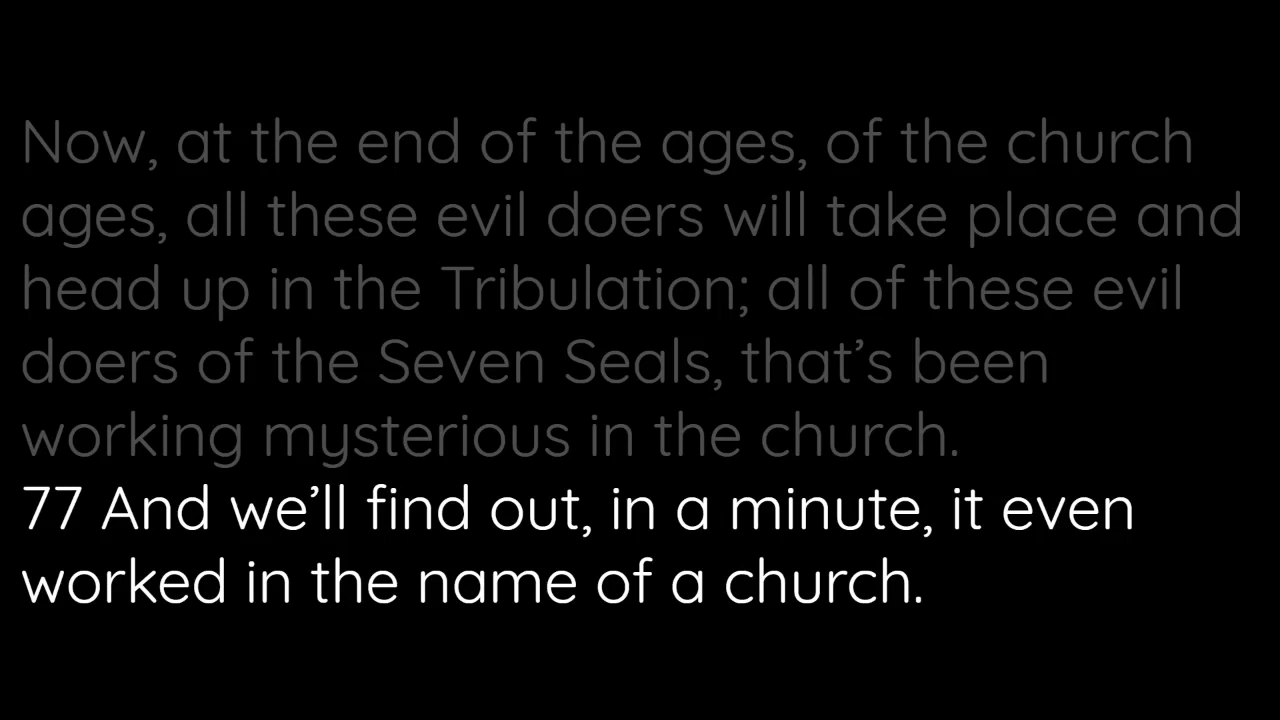 Now, at the end of the ages, of the church
ages, all these evil doers will take place and
head up in the Tribulation; all of these evil
doers of the Seven Seals, that’s been
working mysterious in the church.
77 And we’ll find out, in a minute, it even
worked in the name of a church.